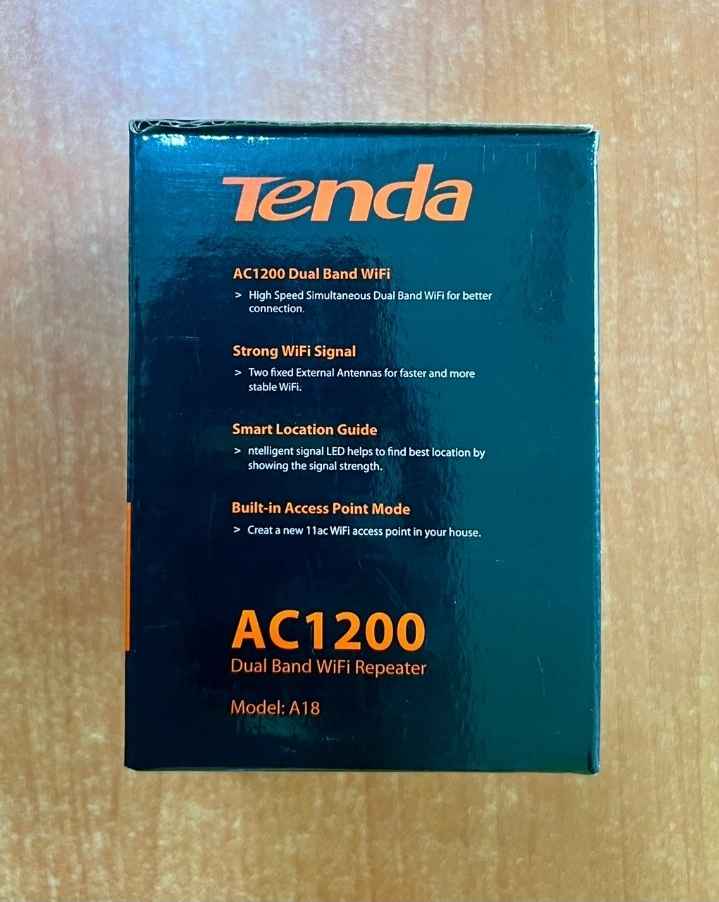 Tenda
AC1200 Dual Band WiFi
> High Speed Simultaneous Dual Band WiFi for better
connection.
Strong WiFi Signal
> Two fixed External Antennas for faster and more
stable WiFi.
Smart Location Guide
> ntelligent signal LED helps to find best location by
showing the signal strength.
Built-in Access Point Mode
> Creat a new 11ac WiFi access point in your house.
AC1200
Dual Band WiFi Repeater
Model: A18